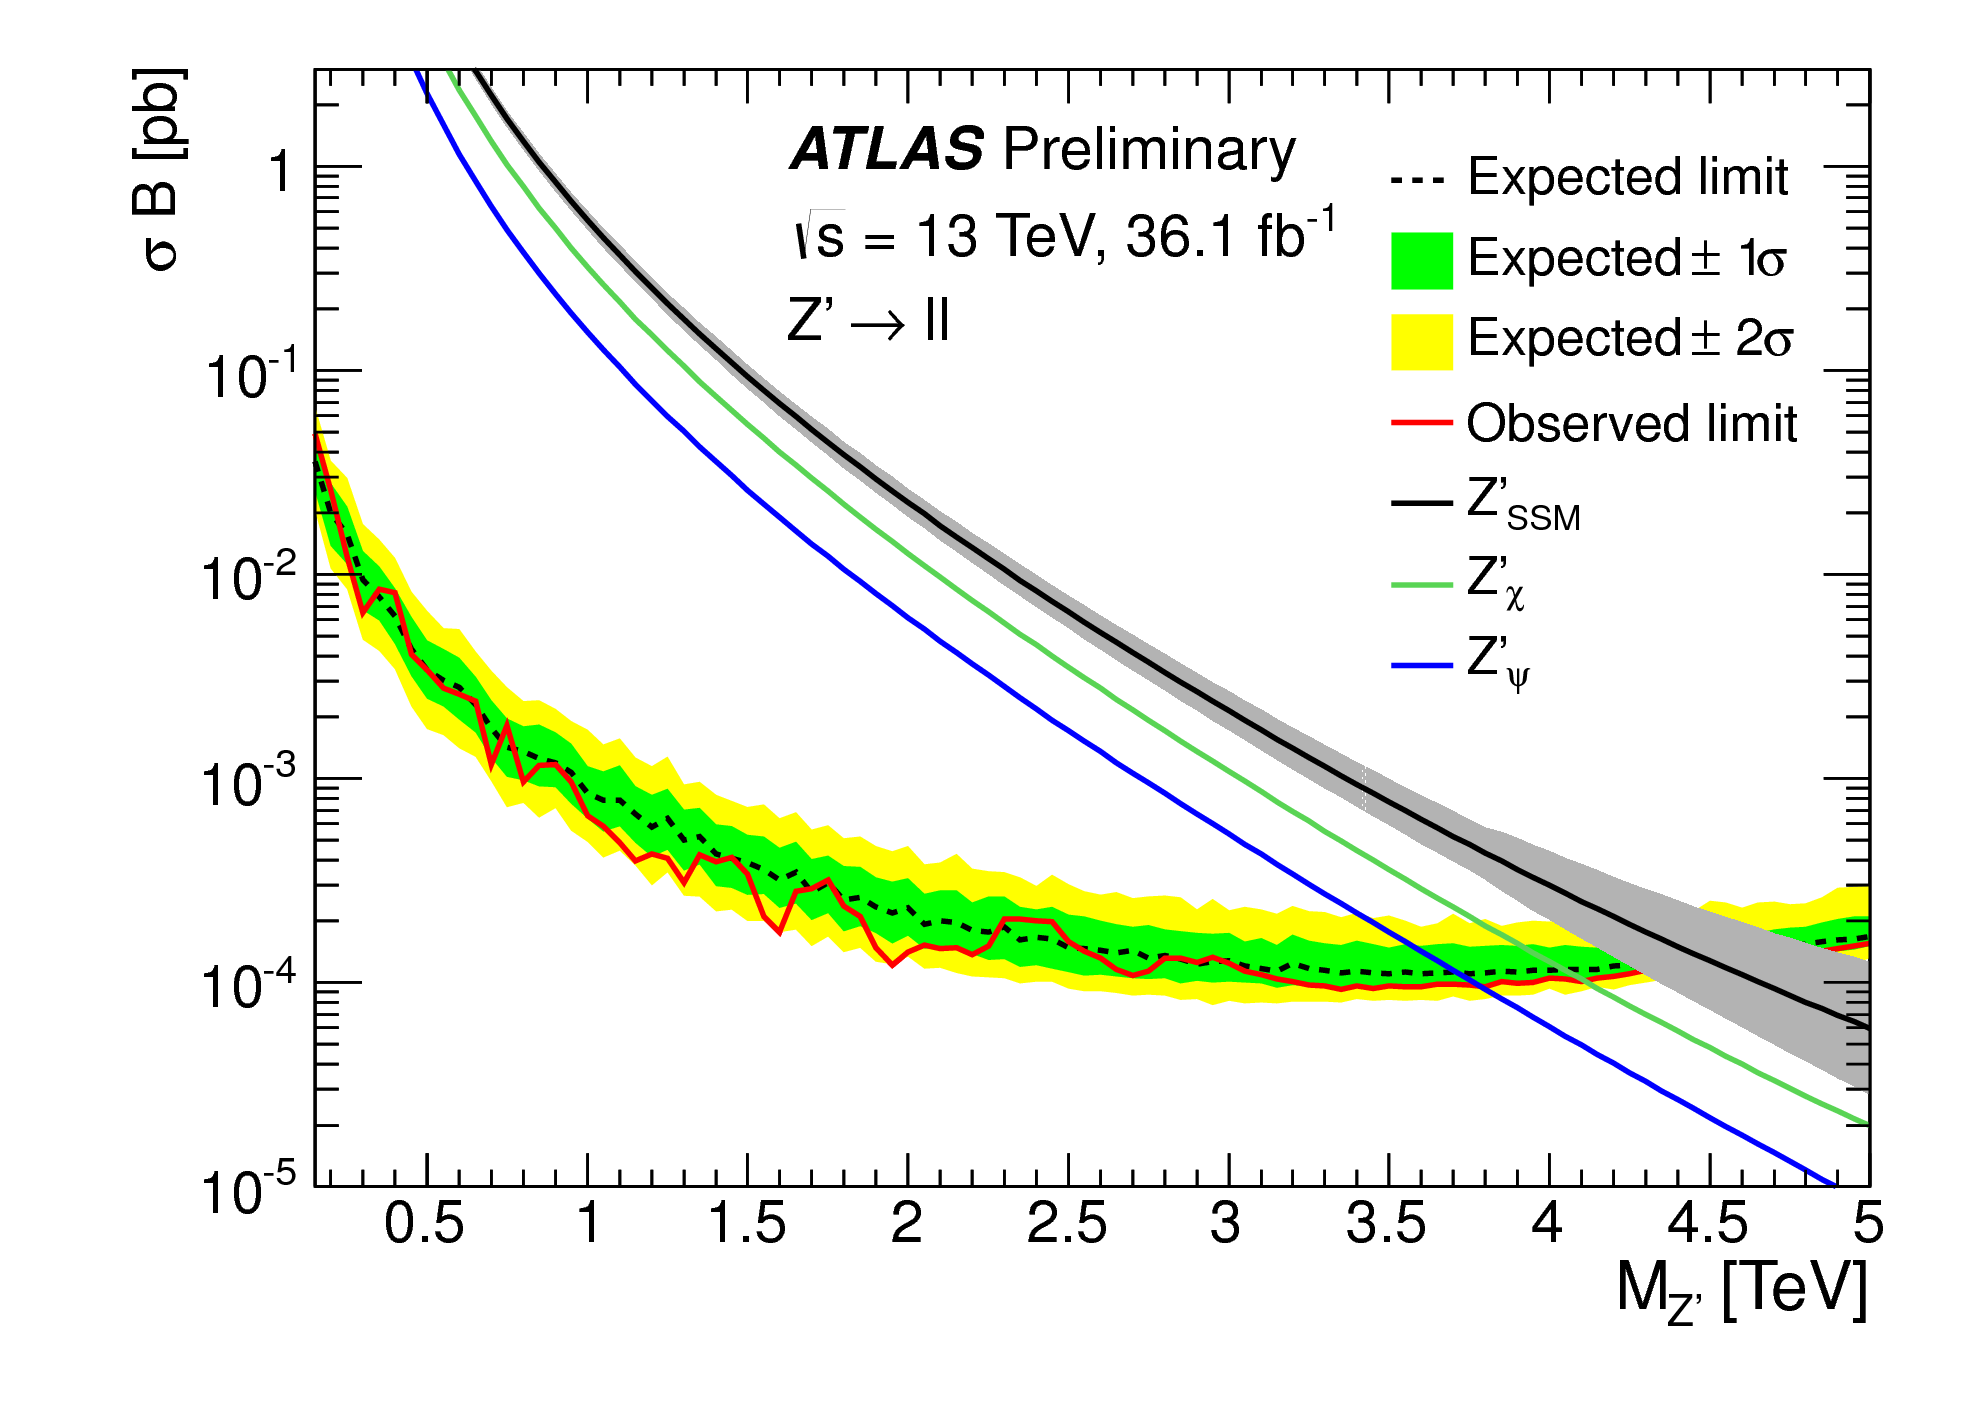 σ B [pb]
1
10⁻¹
10⁻²
10⁻³
10⁻⁴
10⁻⁵
ATLAS Preliminary
√s = 13 TeV, 36.1 fb⁻¹
Z' → ll
Expected limit
Expected ± 1σ
Expected ± 2σ
Observed limit
Z'SSM
Z'χ
Z'ψ
0.5 1 1.5 2 2.5 3 3.5 4 4.5 5
MZ' [TeV]